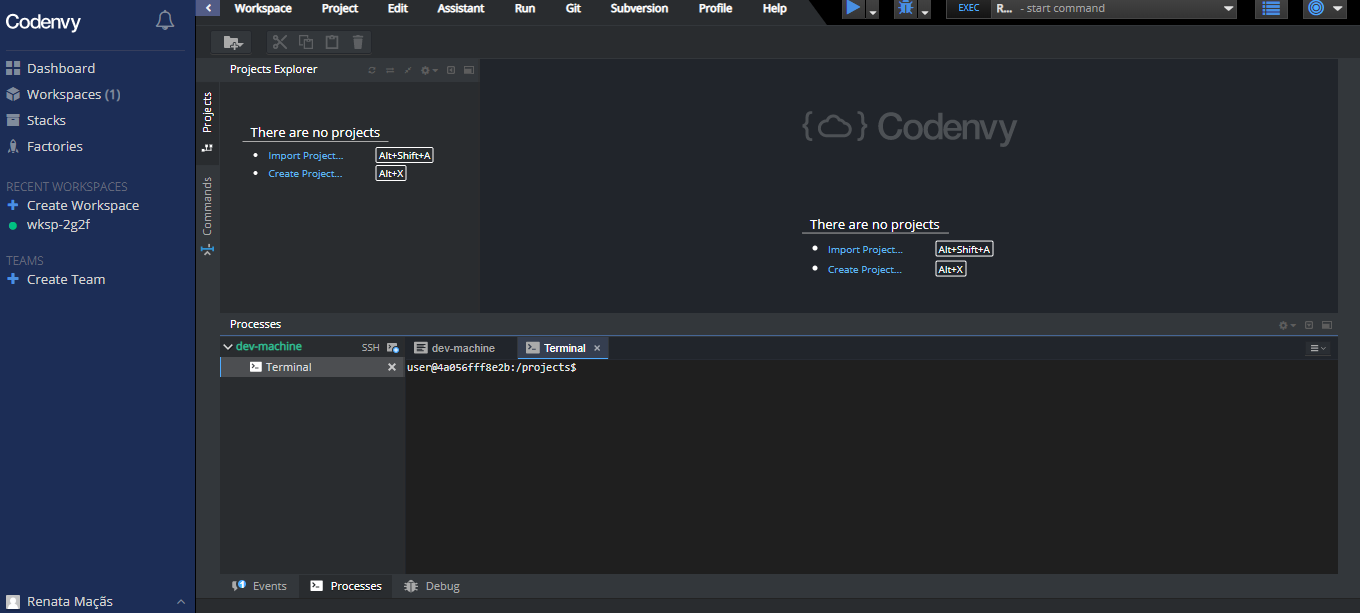 Codenvy
Dashboard
Workspaces (1)
Stacks
Factories
RECENT WORKSPACES
Create Workspace
wksp-2g2f
TEAMS
Create Team
Renata Maçãs
Workspace Project Edit Assistant Run Git Subversion Profile Help
EXEC R... - start command
Projects
Commands
Projects Explorer
There are no projects
Import Project... Alt+Shift+A
Create Project... Alt+X
{ } Codenvy
There are no projects
Import Project... Alt+Shift+A
Create Project... Alt+X
Processes
dev-machine SSH
Terminal
dev-machine Terminal
user@4a056fff8e2b:/projects$
Events Processes Debug